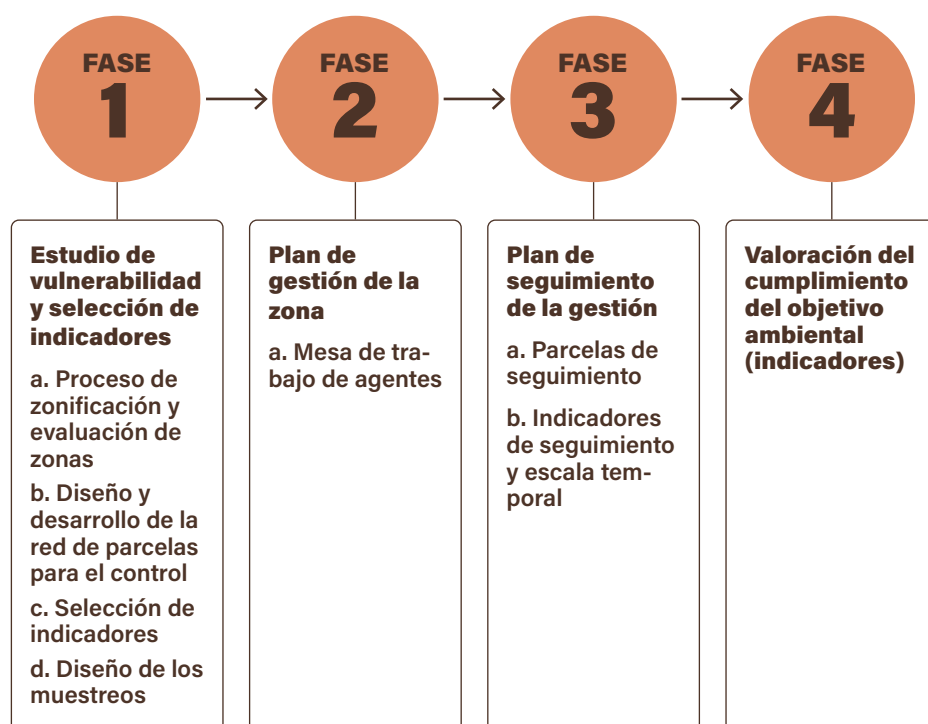 FASE
1
FASE
2
FASE
3
FASE
4
Estudio de
vulnerabilidad
y selección de
indicadores
a. Proceso de
zonificación y
evaluación de
zonas
b. Diseño y
desarrollo de la
red de parcelas
para el control
c. Selección de
indicadores
d. Diseño de los
muestreos
Plan de
gestión de la
zona
a. Mesa de tra-
bajo de agentes
Plan de
seguimiento
de la gestión
a. Parcelas de
seguimiento
b. Indicadores
de seguimiento
y escala tem-
poral
Valoración del
cumplimiento
del objetivo
ambiental
(indicadores)